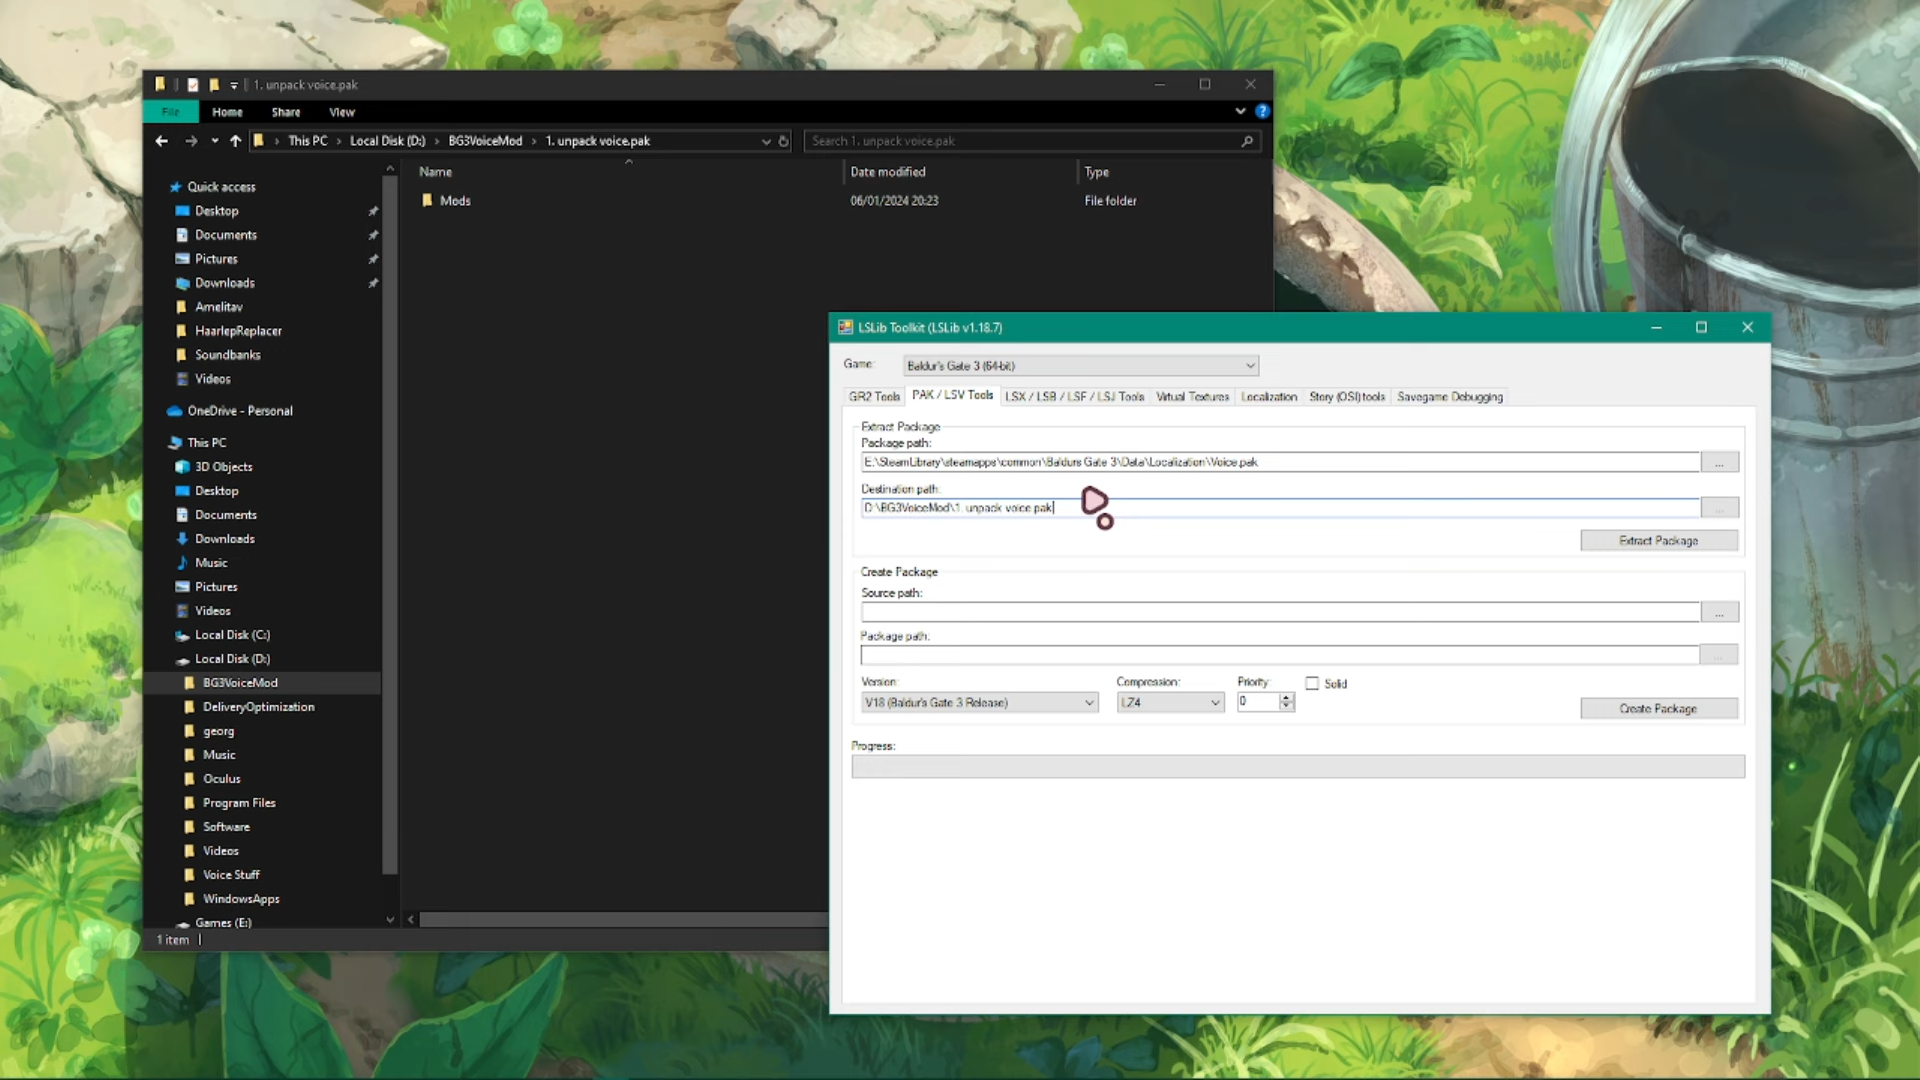 1. unpack voice.pak
File Home Share View
This PC Local Disk (D:) BG3VoiceMod 1. unpack voice.pak
Search 1. unpack voice.pak
Name Date modified Type
Mods 06/01/2024 20:23 File folder
Quick access
Desktop
Documents
Pictures
Downloads
Amelitav
HaarlepReplacer
Soundbanks
Videos
OneDrive - Personal
This PC
3D Objects
Desktop
Documents
Downloads
Music
Pictures
Videos
Local Disk (C:)
Local Disk (D:)
BG3VoiceMod
DeliveryOptimization
georg
Music
Oculus
Program Files
Software
Videos
Voice Stuff
WindowsApps
Games (E:)
1 item
LSLib Toolkit (LSLib v1.18.7)
Game: Baldur's Gate 3 (64-bit)
GR2 Tools PAK / LSV Tools LSX / LSB / LSF / LSJ Tools Virtual Textures Localization Story (OSI) tools Savegame Debugging
Extract Package
Package path:
E:\SteamLibrary\steamapps\common\Baldurs Gate 3\Data\Localization\Voice.pak
...
Destination path:
D:\BG3VoiceMod\1. unpack voice.pak
...
Extract Package
Create Package
Source path:
...
Package path:
...
Version: Compression: Priority: Solid
V18 (Baldur's Gate 3 Release) LZ4 0
Create Package
Progress: